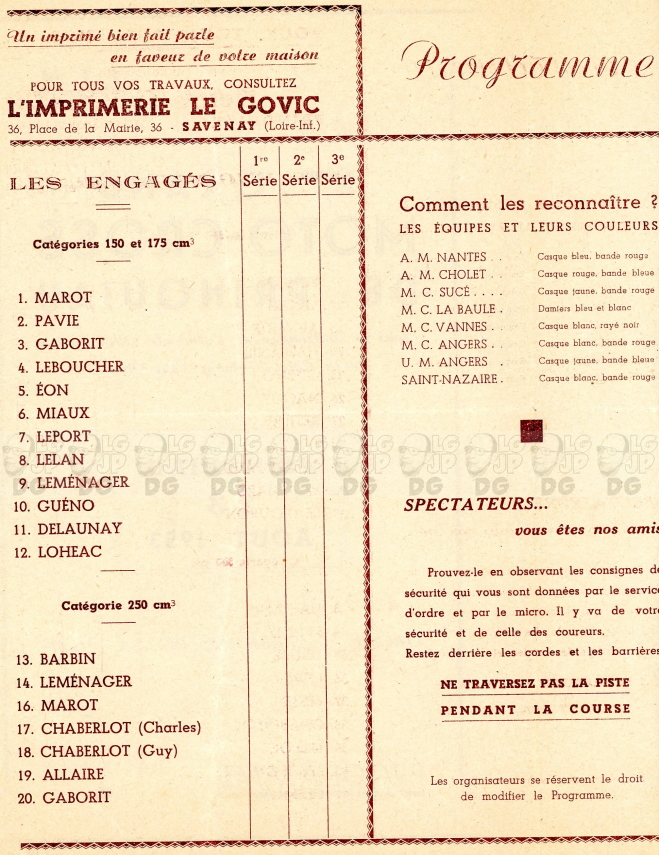 Un imprimé bien fait parle
en faveur de votre maison
POUR TOUS VOS TRAVAUX, CONSULTEZ
L'IMPRIMERIE LE GOVIC
36, Place de la Mairie, 36 - SAVENAY (Loire-Inf.)
LES ENGAGÉS
1re Série
2e Série
3e Série
Catégories 150 et 175 cm3
1. MAROT
2. PAVIE
3. GABORIT
4. LEBOUCHER
5. ÉON
6. MIAUX
7. LEPORT
8. LELAN
9. LEMÉNAGER
10. GUÉNO
11. DELAUNAY
12. LOHEAC
Catégorie 250 cm3
13. BARBIN
14. LEMÉNAGER
16. MAROT
17. CHABERLOT (Charles)
18. CHABERLOT (Guy)
19. ALLAIRE
20. GABORIT
Programme
Comment les reconnaître ?
LES ÉQUIPES ET LEURS COULEURS
A. M. NANTES . . Casque bleu, bande rouge
A. M. CHOLET . . Casque rouge, bande bleue
M. C. SUCÉ . . . . Casque jaune, bande rouge
M. C. LA BAULE . Damiers bleu et blanc
M. C. VANNES . . Casque blanc, rayé noir
M. C. ANGERS . . Casque blanc, bande rouge
U. M. ANGERS . Casque jaune, bande bleue
SAINT-NAZAIRE . Casque blanc, bande rouge
SPECTATEURS...
vous êtes nos amis
Prouvez-le en observant les consignes de
sécurité qui vous sont données par le service
d'ordre et par le micro. Il y va de votre
sécurité et de celle des coureurs.
Restez derrière les cordes et les barrières
NE TRAVERSEZ PAS LA PISTE
PENDANT LA COURSE
Les organisateurs se réservent le droit
de modifier le Programme.